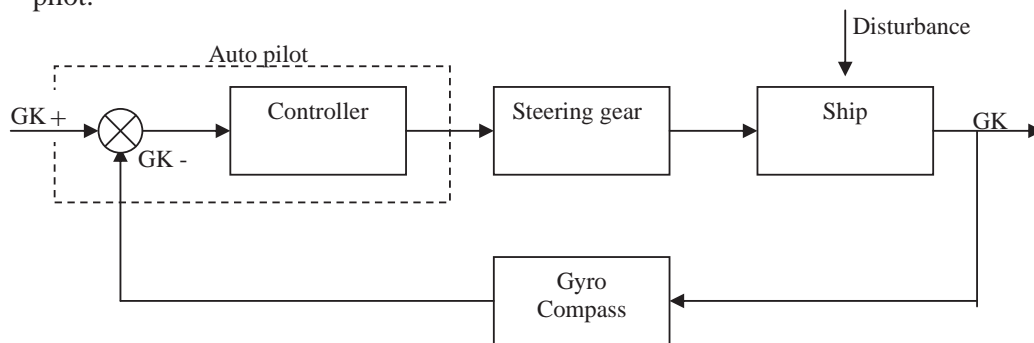 pilot.
Disturbance
Auto pilot
Controller
Steering gear
Ship
GK +
GK
GK -
Gyro
Compass